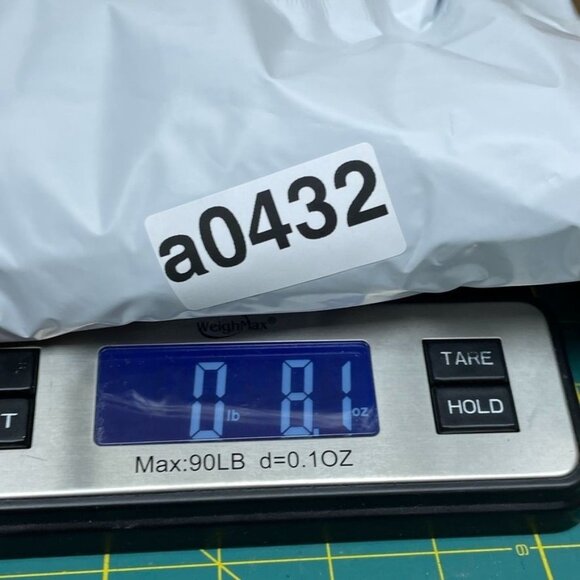 a0432
WeighMax®
0 lb 8.1 oz
TARE
HOLD
T
Max:90LB d=0.1OZ